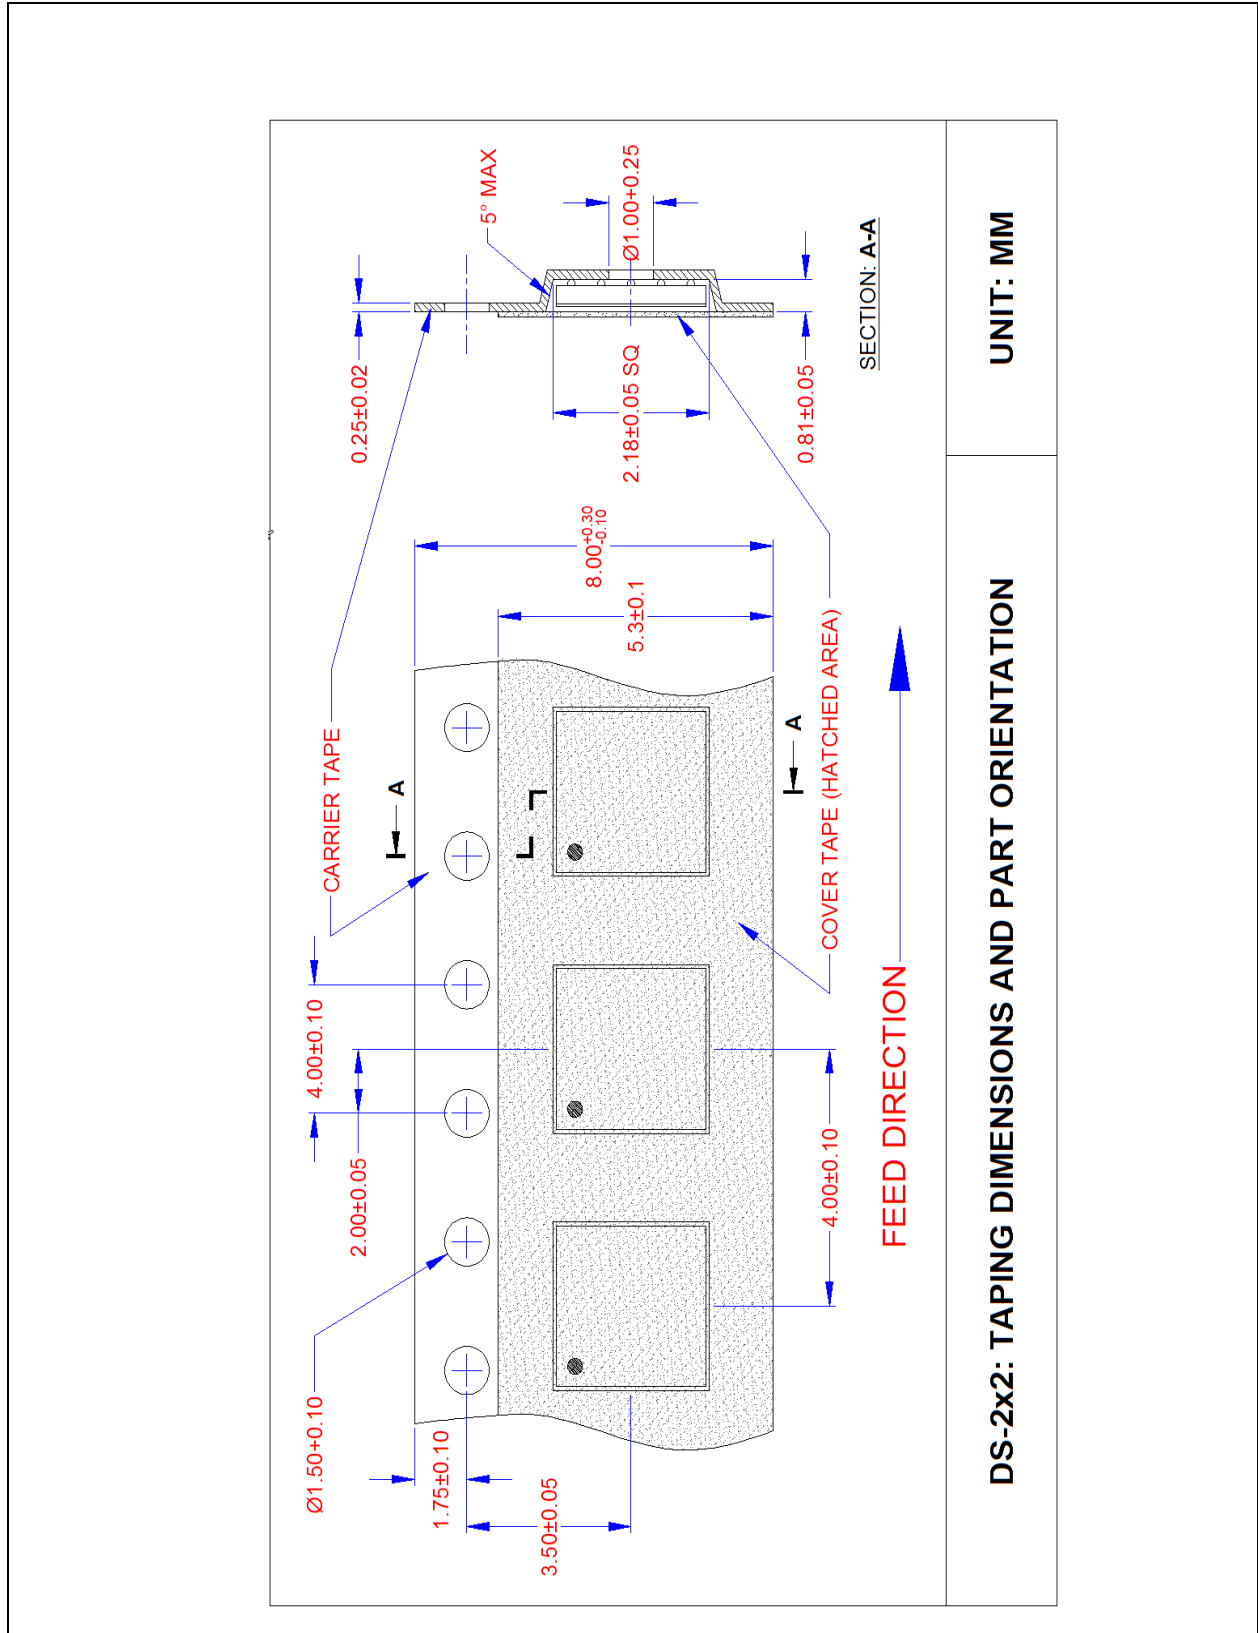 Ø1.50+0.10
4.00±0.10
2.00±0.05
CARRIER TAPE
0.25±0.02
5° MAX
Ø1.00+0.25
1.75±0.10
3.50±0.05
A
A
8.00+0.30
-0.10
5.3±0.1
2.18±0.05 SQ
0.81±0.05
4.00±0.10
COVER TAPE (HATCHED AREA)
SECTION: A-A
FEED DIRECTION
DS-2x2: TAPING DIMENSIONS AND PART ORIENTATION
UNIT: MM